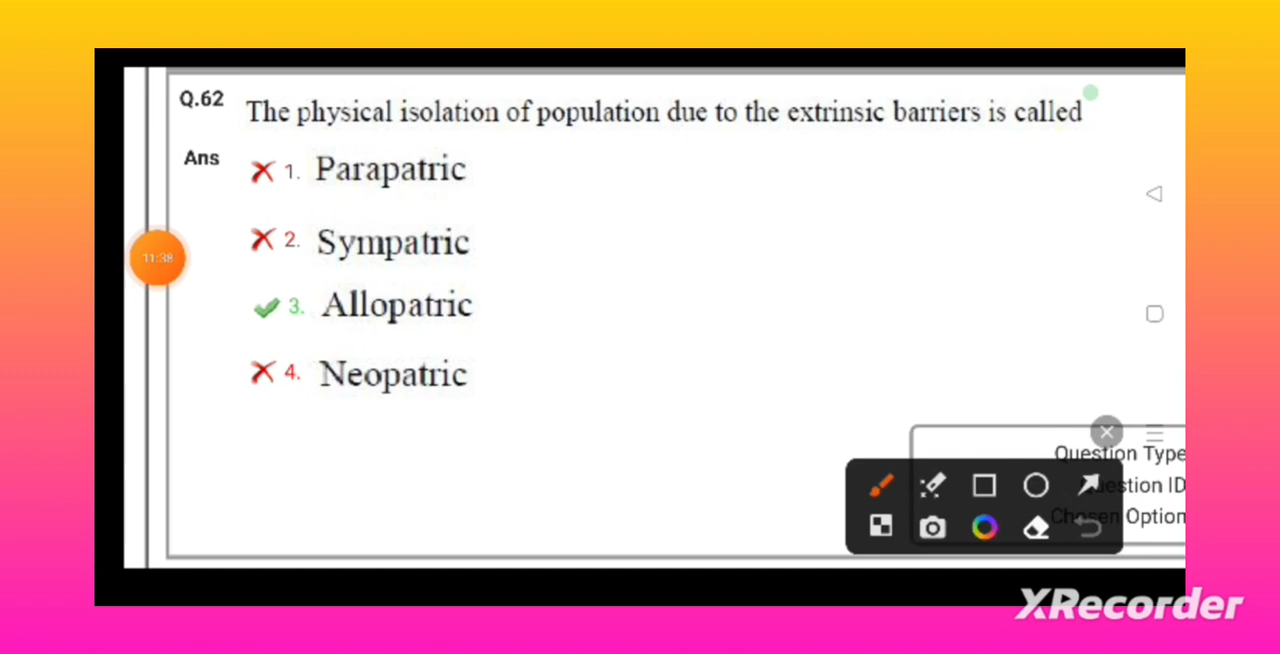 Q.62 The physical isolation of population due to the extrinsic barriers is called
Ans
1. Parapatric
2. Sympatric
3. Allopatric
4. Neopatric
11:38
Question Type
estion ID
Chosen Option
XRecorder